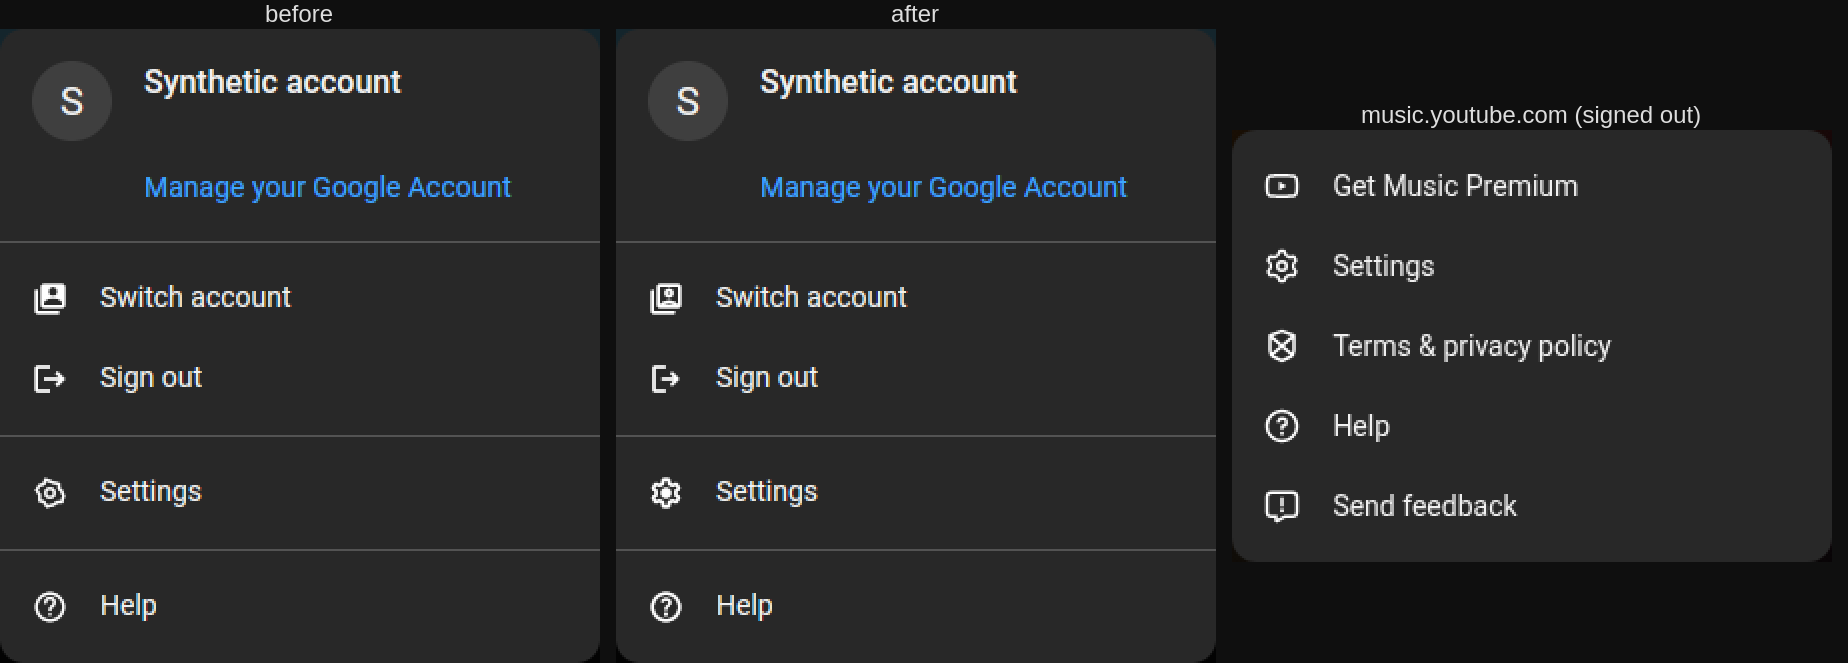 before
S
Synthetic account
Manage your Google Account
Switch account
Sign out
Settings
Help
after
S
Synthetic account
Manage your Google Account
Switch account
Sign out
Settings
Help
music.youtube.com (signed out)
Get Music Premium
Settings
Terms & privacy policy
Help
Send feedback